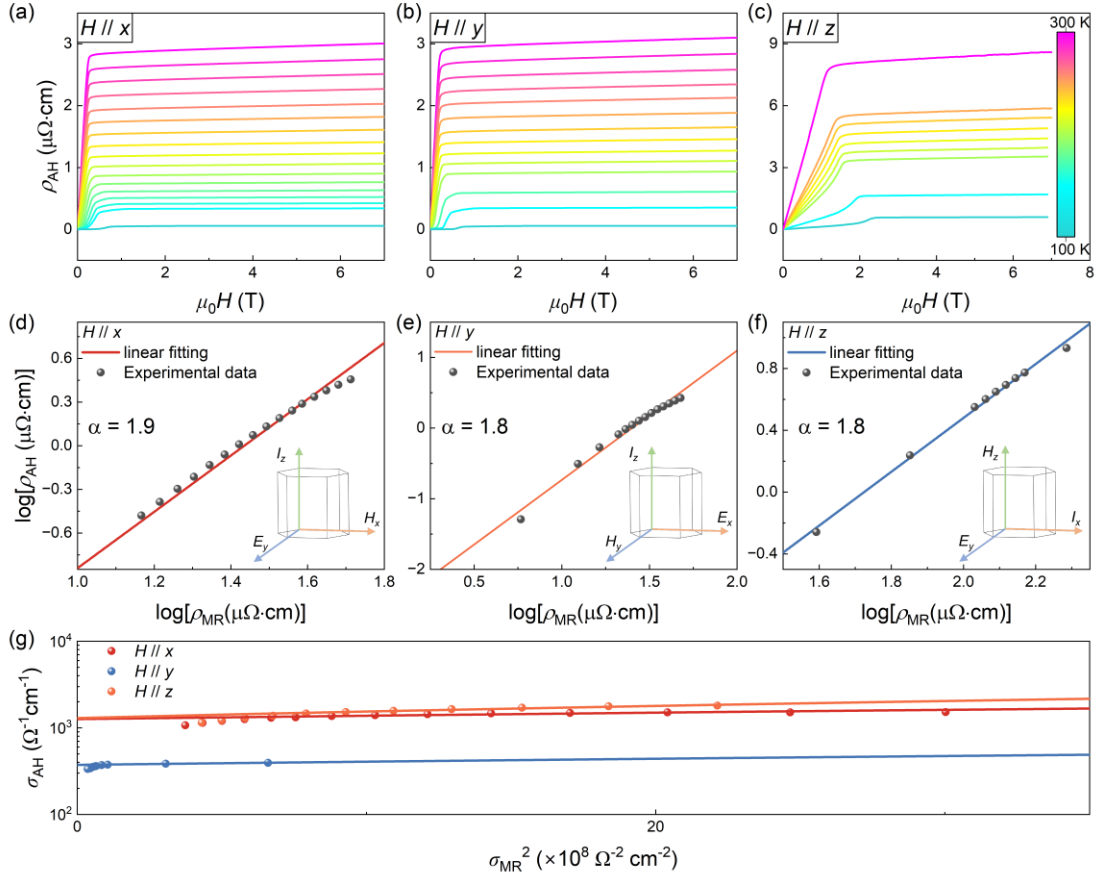 (a) H // x
(b) H // y
(c) H // z
300 K
100 K
ρAH (μΩ·cm)
3
2
1
0
0 2 4 6
μ0H (T)
3
2
1
0
0 2 4 6
μ0H (T)
9
6
3
0
0 2 4 6 8
μ0H (T)
(d) H // x
linear fitting
Experimental data
α = 1.9
Iz
Hx
Ey
log[ρAH (μΩ·cm)]
0.6
0.3
0.0
−0.3
−0.6
1.0 1.2 1.4 1.6 1.8
log[ρMR(μΩ·cm)]
(e) H // y
linear fitting
Experimental data
α = 1.8
Iz
Ex
Hy
1
0
−1
−2
0.5 1.0 1.5 2.0
log[ρMR(μΩ·cm)]
(f) H // z
linear fitting
Experimental data
α = 1.8
Hz
Ix
Ey
0.8
0.4
0.0
−0.4
1.6 1.8 2.0 2.2
log[ρMR(μΩ·cm)]
(g)
H // x
H // y
H // z
σAH (Ω⁻¹cm⁻¹)
10⁴
10³
10²
0 20
σMR² (×10⁸ Ω⁻² cm⁻²)